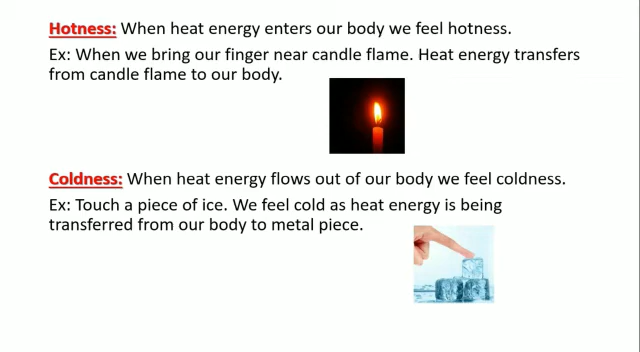 Hotness: When heat energy enters our body we feel hotness.
Ex: When we bring our finger near candle flame. Heat energy transfers
from candle flame to our body.
Coldness: When heat energy flows out of our body we feel coldness.
Ex: Touch a piece of ice. We feel cold as heat energy is being
transferred from our body to metal piece.